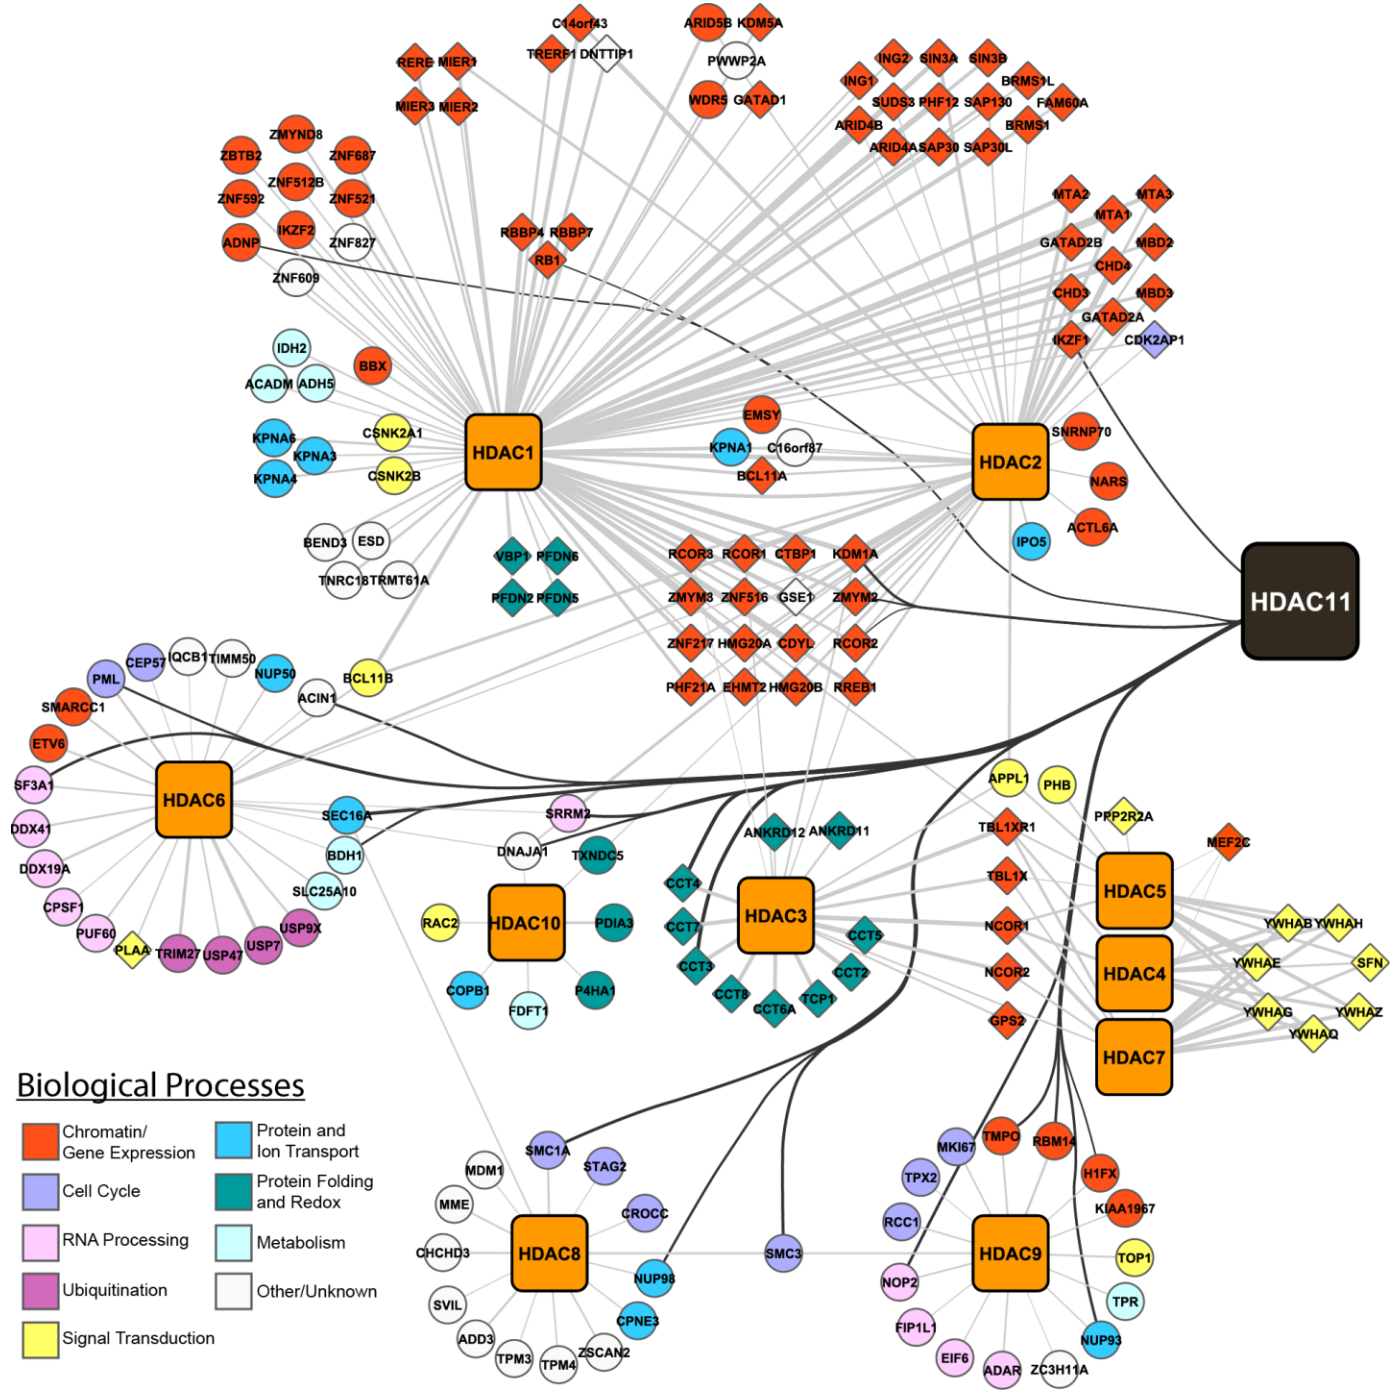 C14orf43
ARID5B
KDM5A
TRERF1
DNTTIP1
PWWP2A
RERE
MIER1
ING2
SIN3A
SIN3B
ING1
BRMS1L
MIER3
MIER2
WDR5
GATAD1
SUDS3
PHF12
SAP130
FAM60A
ARID4B
BRMS1
ARID4A
SAP30
SAP30L
ZMYND8
ZBTB2
ZNF687
ZNF512B
ZNF592
ZNF521
IKZF2
ADNP
ZNF827
ZNF609
RBBP4
RBBP7
RB1
MTA2
MTA3
MTA1
GATAD2B
MBD2
CHD4
CHD3
MBD3
GATAD2A
IKZF1
CDK2AP1
IDH2
BBX
ACADM
ADH5
KPNA6
CSNK2A1
KPNA3
KPNA4
CSNK2B
HDAC1
EMSY
KPNA1
C16orf87
BCL11A
HDAC2
SNRNP70
NARS
ACTL6A
IPO5
BEND3
ESD
TNRC18
TRMT61A
VBP1
PFDN6
PFDN2
PFDN5
RCOR3
RCOR1
CTBP1
KDM1A
ZMYM3
ZNF516
GSE1
ZMYM2
ZNF217
HMG20A
CDYL
RCOR2
PHF21A
EHMT2
HMG20B
RREB1
HDAC11
PML
CEP57
IQCB1
TIMM50
NUP50
BCL11B
ACIN1
SMARCC1
ETV6
SF3A1
HDAC6
DDX41
DDX19A
CPSF1
PUF60
PLAA
TRIM27
USP47
USP7
USP9X
SEC16A
BDH1
SLC25A10
SRRM2
DNAJA1
TXNDC5
RAC2
HDAC10
PDIA3
COPB1
FDFT1
P4HA1
ANKRD12
ANKRD11
CCT4
HDAC3
CCT7
CCT5
CCT3
CCT2
CCT8
CCT6A
TCP1
APPL1
PHB
PPP2R2A
TBL1XR1
MEF2C
TBL1X
HDAC5
NCOR1
NCOR2
HDAC4
GPS2
HDAC7
YWHAB
YWHAH
YWHAE
SFN
YWHAG
YWHAZ
YWHAQ
Biological Processes
Chromatin/
Gene Expression
Protein and
Ion Transport
Cell Cycle
Protein Folding
and Redox
RNA Processing
Metabolism
Ubiquitination
Other/Unknown
Signal Transduction
SMC1A
MDM1
STAG2
MME
CROCC
CHCHD3
HDAC8
SMC3
NUP98
SVIL
CPNE3
ADD3
TPM3
TPM4
ZSCAN2
MKI67
TMPO
RBM14
TPX2
H1FX
RCC1
KIAA1967
HDAC9
TOP1
NOP2
TPR
FIP1L1
NUP93
EIF6
ADAR
ZC3H11A